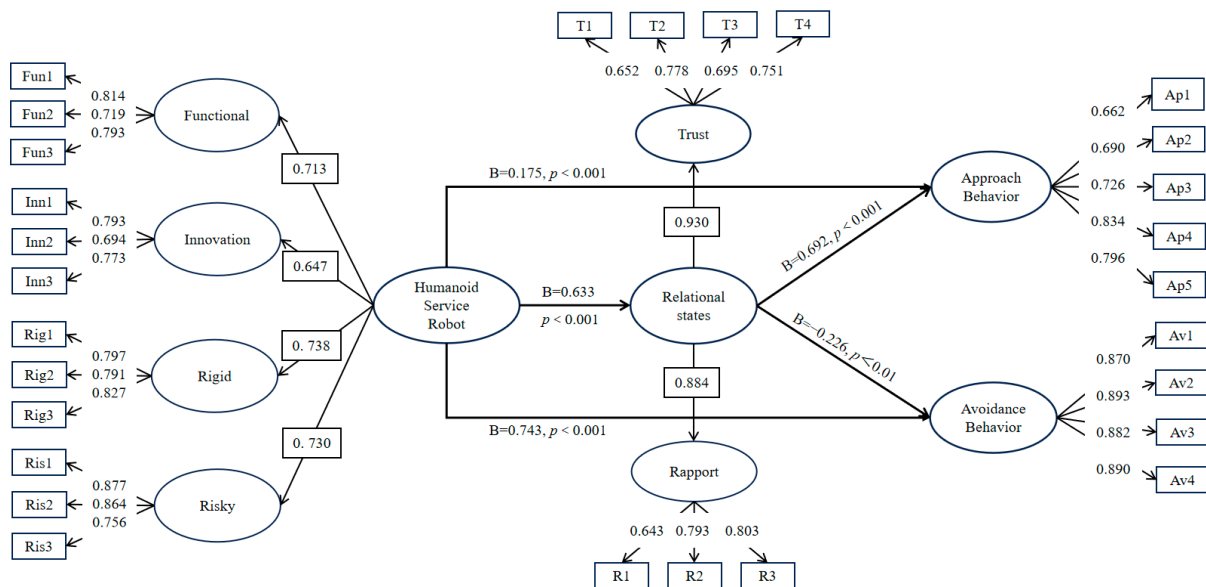 T1
T2
T3
T4
0.652
0.778
0.695
0.751
Trust
Fun1
Fun2
Fun3
0.814
0.719
0.793
Functional
0.713
Inn1
Inn2
Inn3
0.793
0.694
0.773
Innovation
0.647
Rig1
Rig2
Rig3
0.797
0.791
0.827
Rigid
0. 738
Ris1
Ris2
Ris3
0.877
0.864
0.756
Risky
0. 730
Humanoid
Service
Robot
B=0.175, p < 0.001
B=0.633
p < 0.001
B=0.743, p < 0.001
0.930
Relational
states
0.884
Rapport
0.643
0.793
0.803
R1
R2
R3
B=0.692, p < 0.001
B=−0.226, p<0.01
Approach
Behavior
0.662
0.690
0.726
0.834
0.796
Ap1
Ap2
Ap3
Ap4
Ap5
Avoidance
Behavior
0.870
0.893
0.882
0.890
Av1
Av2
Av3
Av4